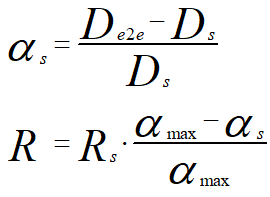 α_s = (D_e2e − D_s) / D_s
R = R_s · (α_max − α_s) / α_max